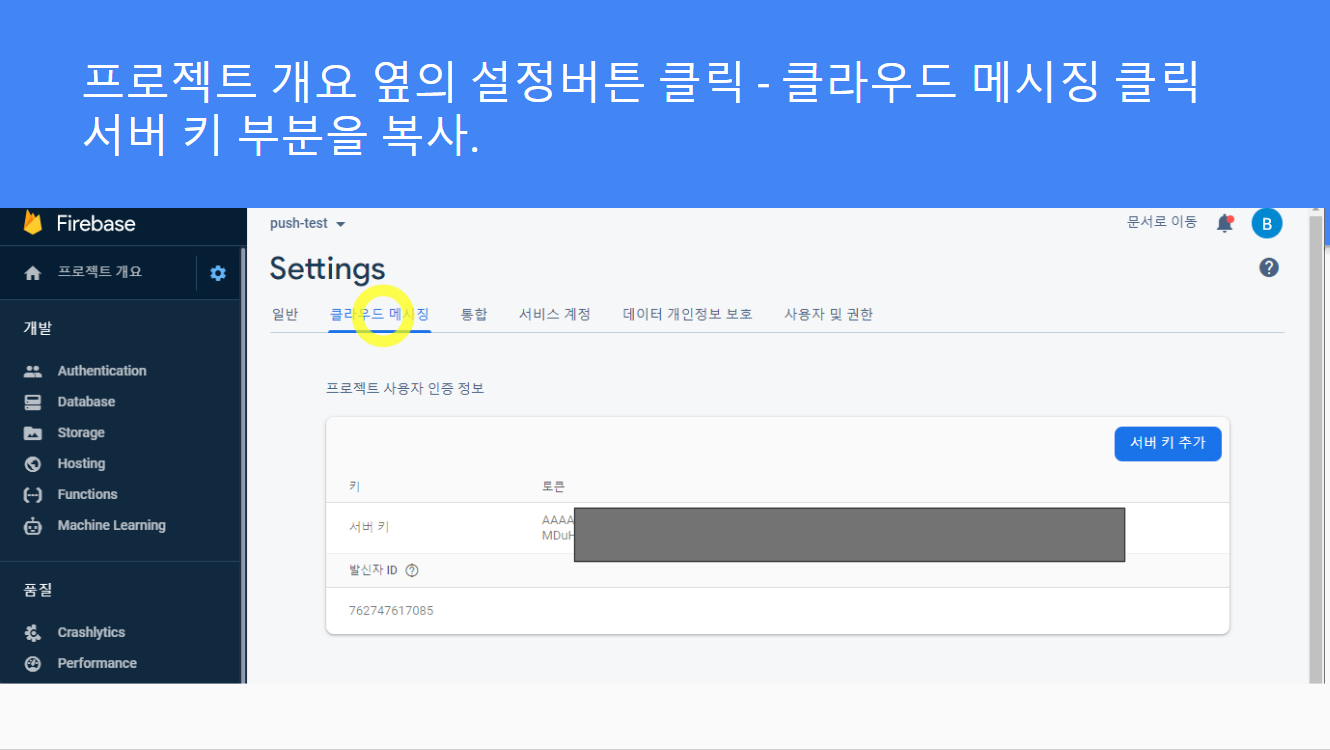 프로젝트 개요 옆의 설정버튼 클릭 - 클라우드 메시징 클릭
서버 키 부분을 복사.
Firebase
push-test
문서로 이동
B
프로젝트 개요
Settings
?
일반
클라우드 메시징
통합
서비스 계정
데이터 개인정보 보호
사용자 및 권한
개발
Authentication
Database
Storage
Hosting
Functions
Machine Learning
프로젝트 사용자 인증 정보
서버 키 추가
키
토큰
서버 키
AAAA
MDuH
발신자 ID ?
762747617085
품질
Crashlytics
Performance